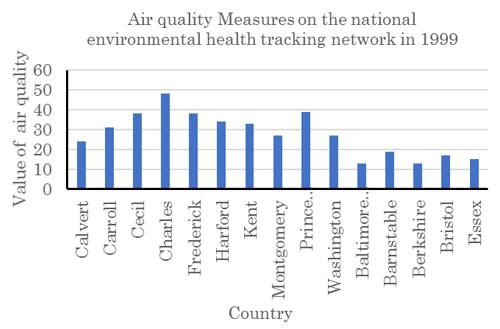 Air quality Measures on the national
environmental health tracking network in 1999
Value of air quality
60
50
40
30
20
10
0
Calvert
Carroll
Cecil
Charles
Frederick
Harford
Kent
Montgomery
Prince..
Washington
Baltimore..
Barnstable
Berkshire
Bristol
Essex
Country